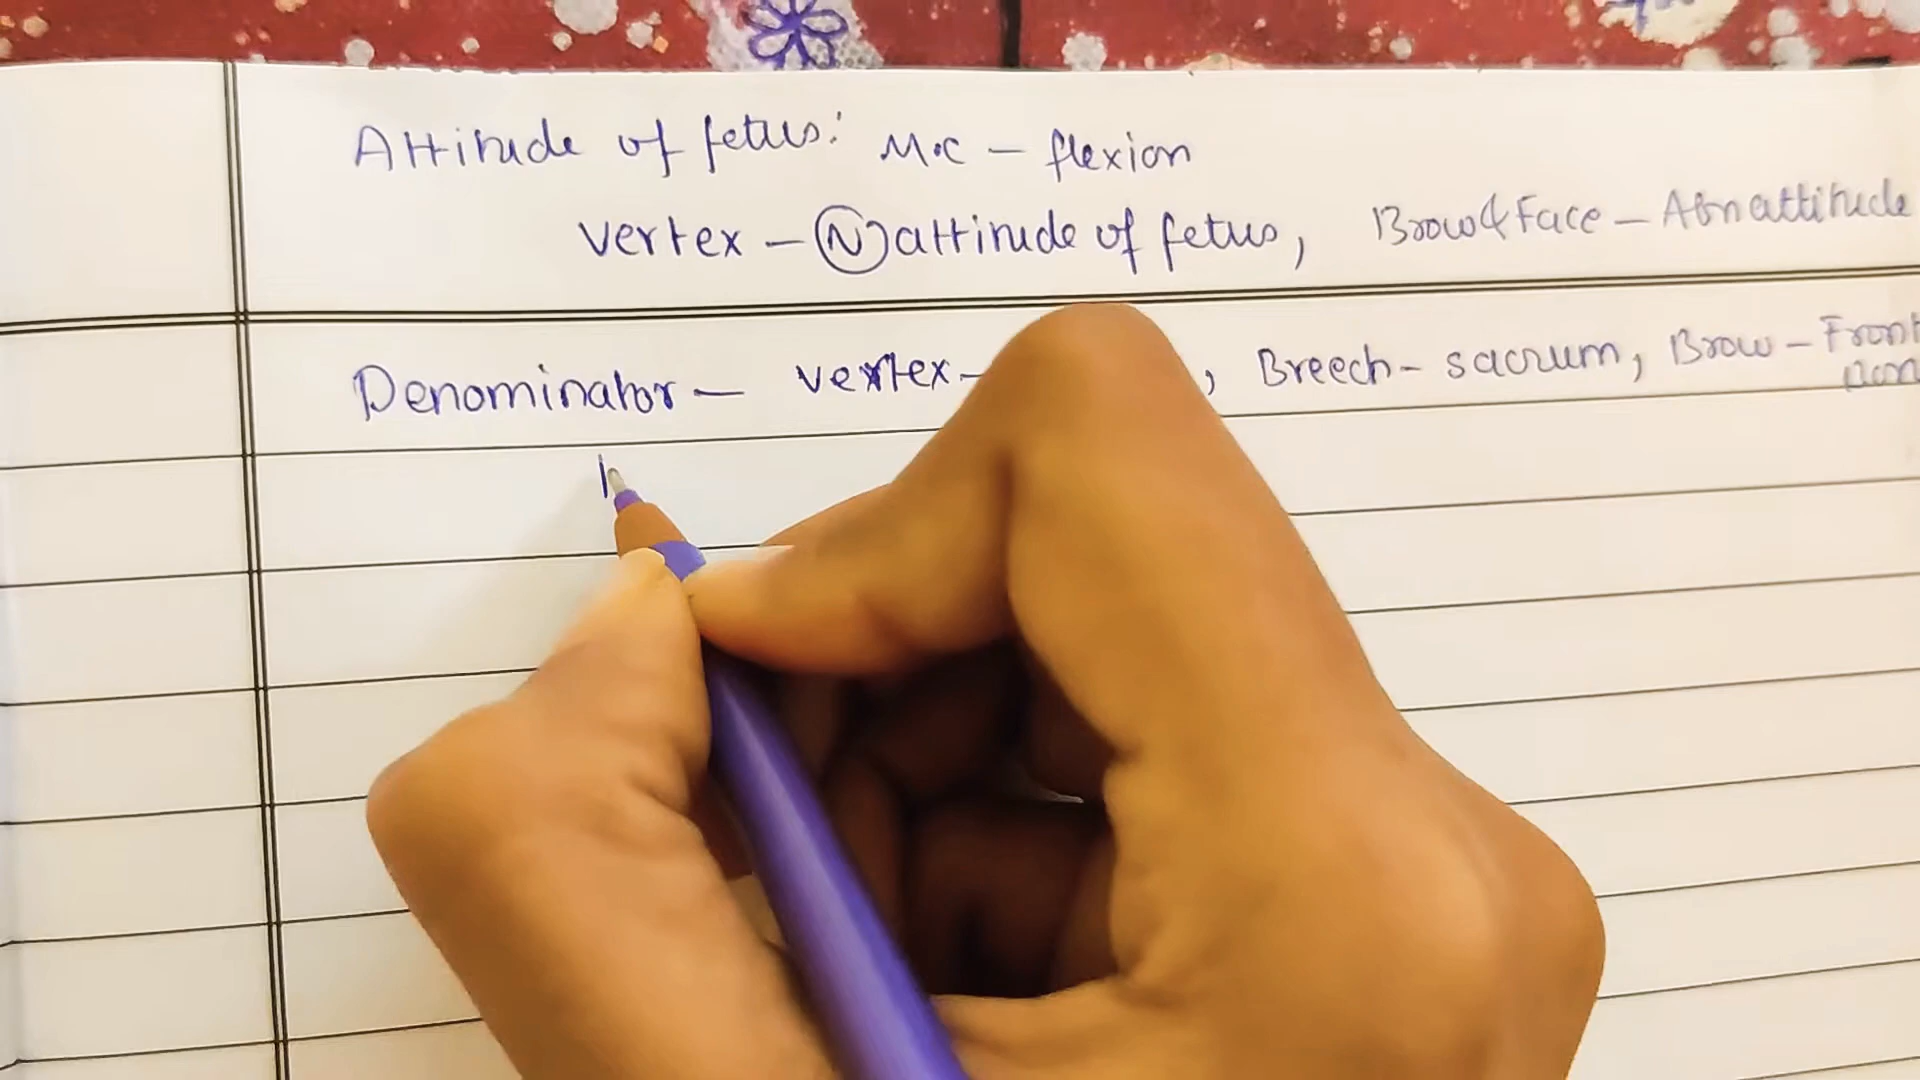 Attitude of fetus: M.C - flexion
Vertex - (N) attitude of fetus, Brow & Face - Abn attitude
Denominator - vertex - , Breech - sacrum, Brow - Front